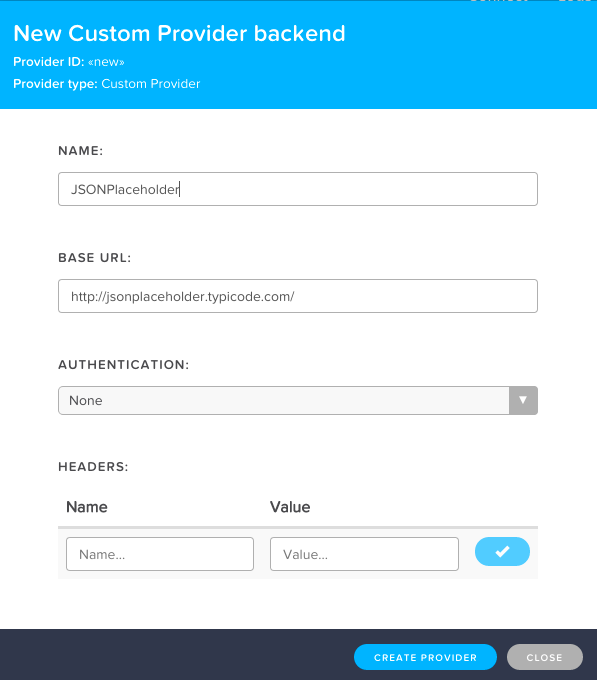 New Custom Provider backend
Provider ID: «new»
Provider type: Custom Provider
NAME:
JSONPlaceholder
BASE URL:
http://jsonplaceholder.typicode.com/
AUTHENTICATION:
None
HEADERS:
Name Value
Name... Value...
CREATE PROVIDER CLOSE